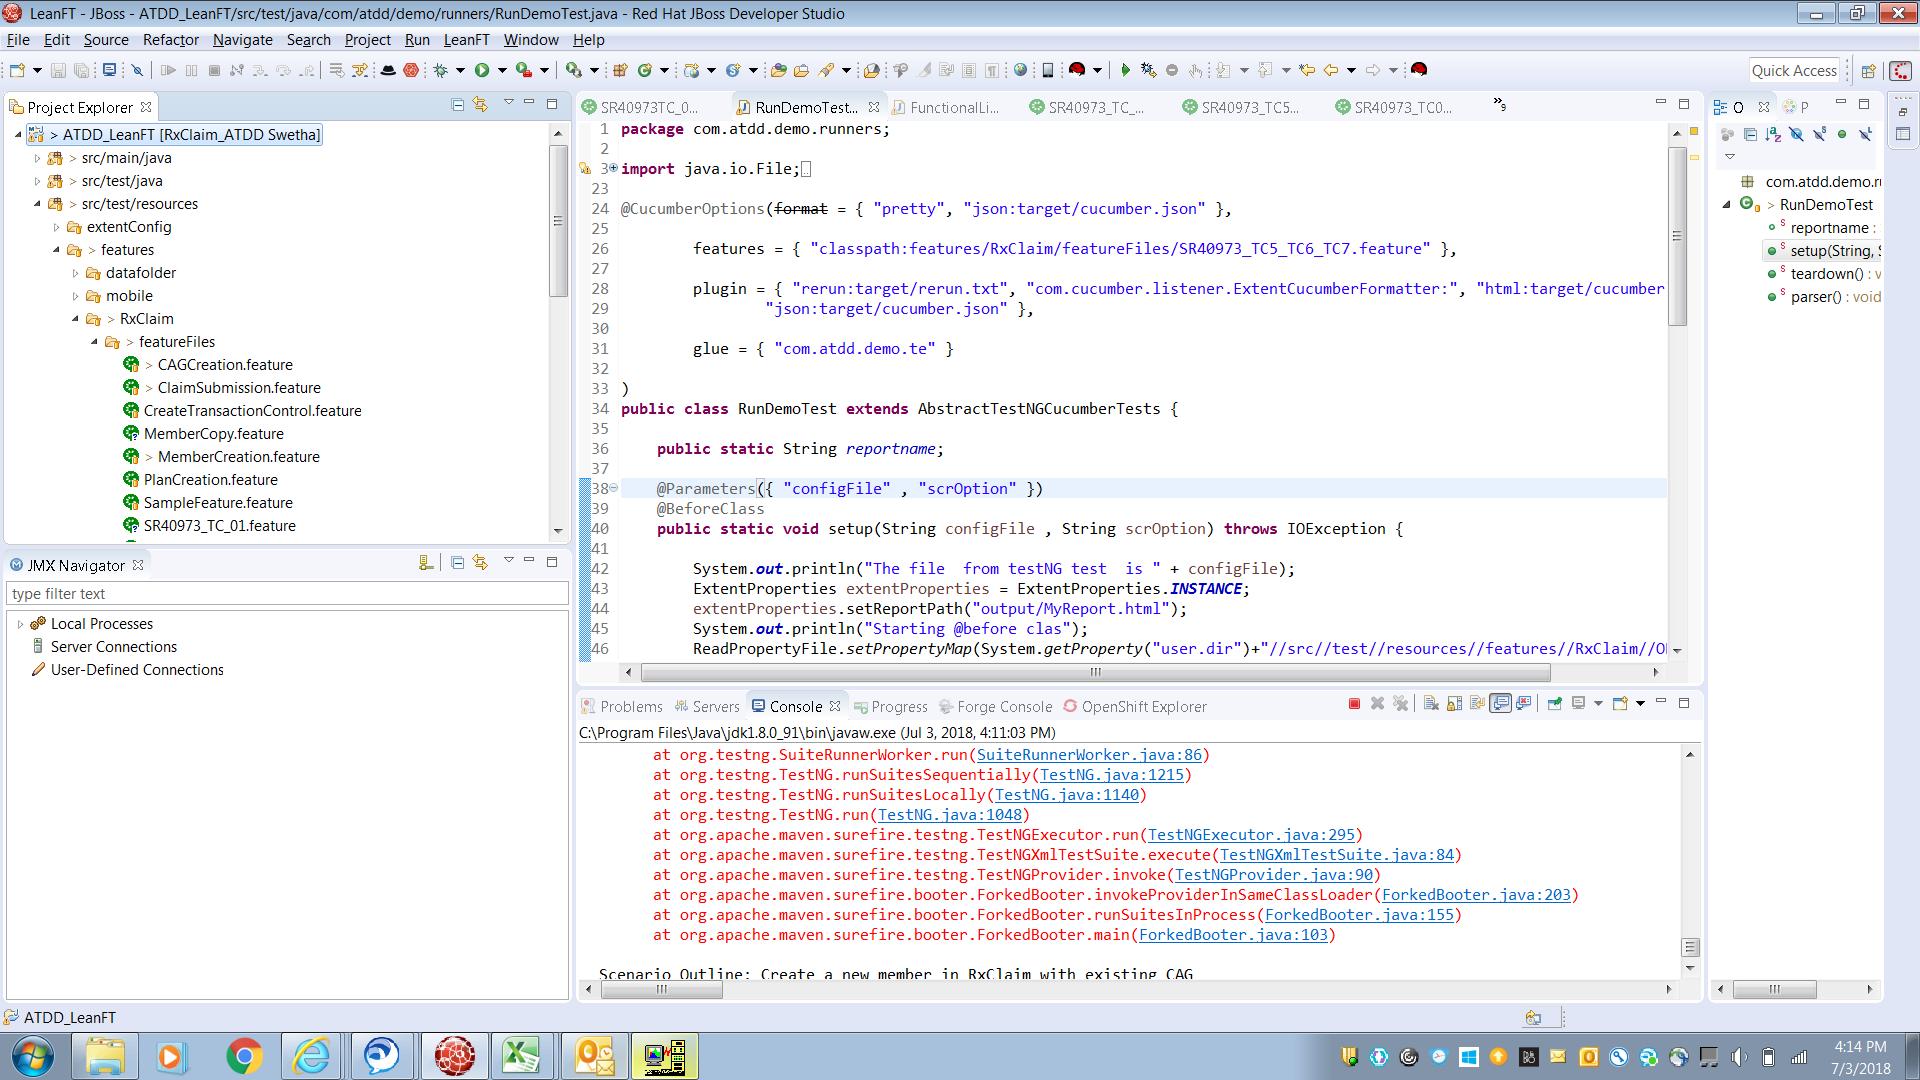 LeanFT - JBoss - ATDD_LeanFT/src/test/java/com/atdd/demo/runners/RunDemoTest.java - Red Hat JBoss Developer Studio
File Edit Source Refactor Navigate Search Project Run LeanFT Window Help
Quick Access
Project Explorer
> ATDD_LeanFT [RxClaim_ATDD Swetha]
> src/main/java
> src/test/java
> src/test/resources
extentConfig
> features
datafolder
mobile
> RxClaim
> featureFiles
> CAGCreation.feature
> ClaimSubmission.feature
CreateTransactionControl.feature
MemberCopy.feature
> MemberCreation.feature
PlanCreation.feature
SampleFeature.feature
SR40973_TC_01.feature
JMX Navigator
type filter text
Local Processes
Server Connections
User-Defined Connections
SR40973TC_0... RunDemoTest... FunctionalLi... SR40973_TC_... SR40973_TC5... SR40973_TC0... »9
1 package com.atdd.demo.runners;
2
3 import java.io.File;
23
24 @CucumberOptions(format = { "pretty", "json:target/cucumber.json" },
25
26 features = { "classpath:features/RxClaim/featureFiles/SR40973_TC5_TC6_TC7.feature" },
27
28 plugin = { "rerun:target/rerun.txt", "com.cucumber.listener.ExtentCucumberFormatter:", "html:target/cucumber
29 "json:target/cucumber.json" },
30
31 glue = { "com.atdd.demo.te" }
32
33 )
34 public class RunDemoTest extends AbstractTestNGCucumberTests {
35
36 public static String reportname;
37
38 @Parameters({ "configFile" , "scrOption" })
39 @BeforeClass
40 public static void setup(String configFile , String scrOption) throws IOException {
41
42 System.out.println("The file  from testNG test  is " + configFile);
43 ExtentProperties extentProperties = ExtentProperties.INSTANCE;
44 extentProperties.setReportPath("output/MyReport.html");
45 System.out.println("Starting @before clas");
46 ReadPropertyFile.setPropertyMap(System.getProperty("user.dir")+"//src//test//resources//features//RxClaim//O
O P
com.atdd.demo.ru
> RunDemoTest
reportname :
setup(String, S
teardown() : v
parser() : void
Problems Servers Console Progress Forge Console OpenShift Explorer
C:\Program Files\Java\jdk1.8.0_91\bin\javaw.exe (Jul 3, 2018, 4:11:03 PM)
at org.testng.SuiteRunnerWorker.run(SuiteRunnerWorker.java:86)
at org.testng.TestNG.runSuitesSequentially(TestNG.java:1215)
at org.testng.TestNG.runSuitesLocally(TestNG.java:1140)
at org.testng.TestNG.run(TestNG.java:1048)
at org.apache.maven.surefire.testng.TestNGExecutor.run(TestNGExecutor.java:295)
at org.apache.maven.surefire.testng.TestNGXmlTestSuite.execute(TestNGXmlTestSuite.java:84)
at org.apache.maven.surefire.testng.TestNGProvider.invoke(TestNGProvider.java:90)
at org.apache.maven.surefire.booter.ForkedBooter.invokeProviderInSameClassLoader(ForkedBooter.java:203)
at org.apache.maven.surefire.booter.ForkedBooter.runSuitesInProcess(ForkedBooter.java:155)
at org.apache.maven.surefire.booter.ForkedBooter.main(ForkedBooter.java:103)
Scenario Outline: Create a new member in RxClaim with existing CAG
ATDD_LeanFT
4:14 PM
7/3/2018